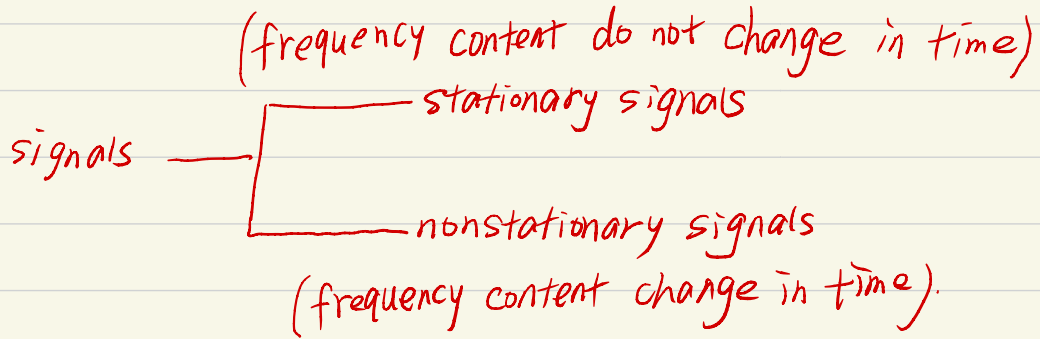 (frequency content do not change in time)
stationary signals
signals
nonstationary signals
(frequency content change in time).